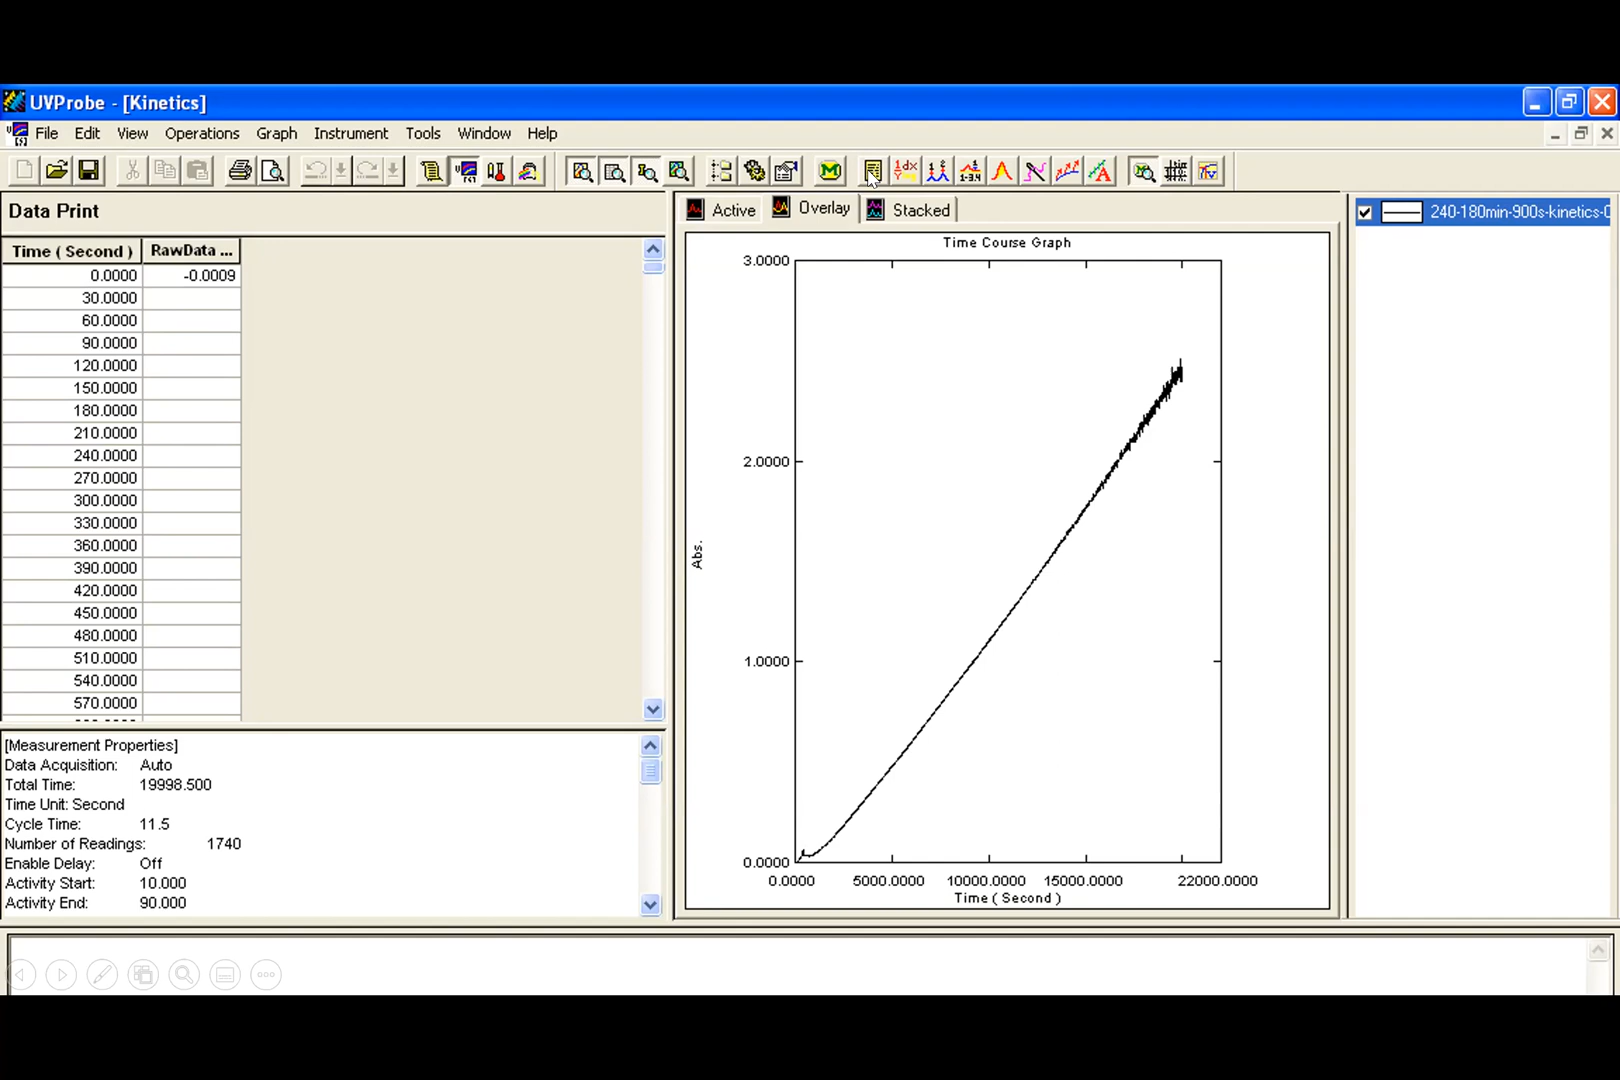 UVProbe - [Kinetics]
File Edit View Operations Graph Instrument Tools Window Help
Data Print
Active Overlay Stacked
240-180min-900s-kinetics-
Time ( Second ) RawData ...
0.0000 -0.0009
30.0000
60.0000
90.0000
120.0000
150.0000
180.0000
210.0000
240.0000
270.0000
300.0000
330.0000
360.0000
390.0000
420.0000
450.0000
480.0000
510.0000
540.0000
570.0000
[Measurement Properties]
Data Acquisition: Auto
Total Time: 19998.500
Time Unit: Second
Cycle Time: 11.5
Number of Readings: 1740
Enable Delay: Off
Activity Start: 10.000
Activity End: 90.000
Time Course Graph
3.0000
2.0000
Abs.
1.0000
0.0000
0.0000 5000.0000 10000.0000 15000.0000 22000.0000
Time ( Second )